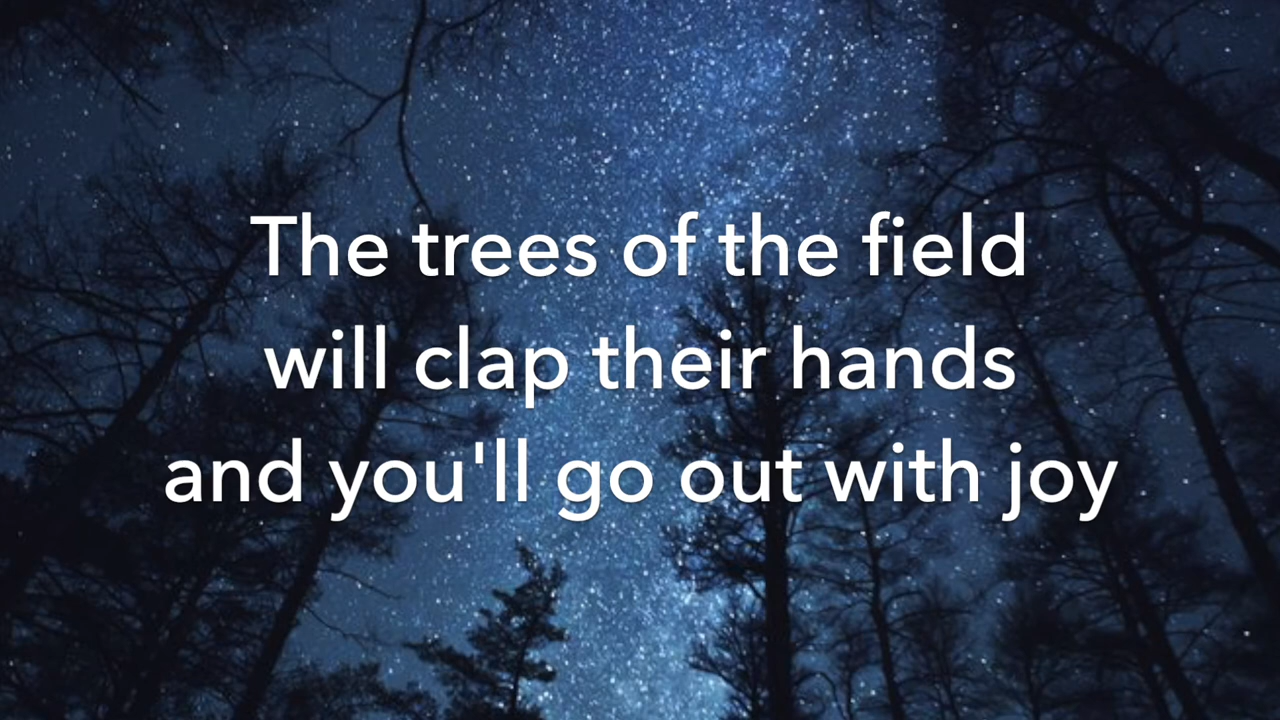 The trees of the field
will clap their hands
and you'll go out with joy